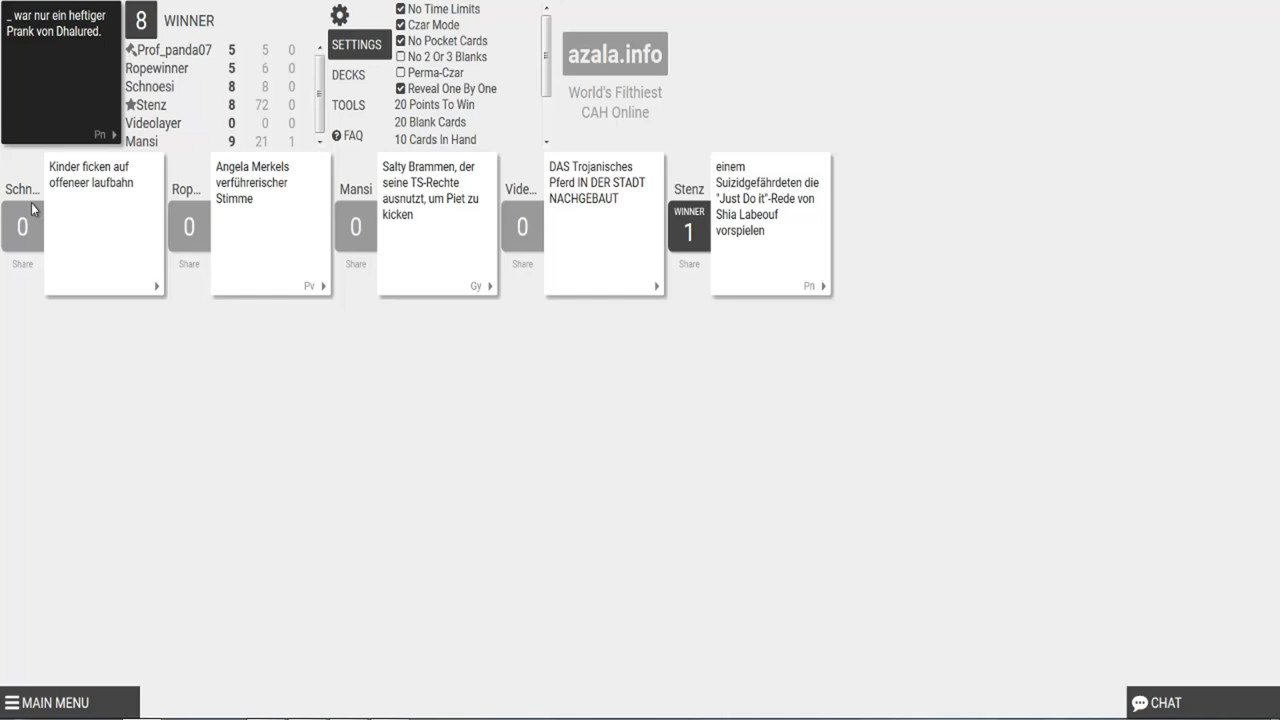 _ war nur ein heftiger
Prank von Dhalured.
Pn
8 WINNER
Prof_panda07 5 5 0
Ropewinner 5 6 0
Schnoesi 8 8 0
Stenz 8 72 0
Videolayer 0 0 0
Mansi 9 21 1
SETTINGS
DECKS
TOOLS
FAQ
No Time Limits
Czar Mode
No Pocket Cards
No 2 Or 3 Blanks
Perma-Czar
Reveal One By One
20 Points To Win
20 Blank Cards
10 Cards In Hand
azala.info
World's Filthiest
CAH Online
Schn...
0
Share
Kinder ficken auf
offeneer laufbahn
Rop...
0
Share
Angela Merkels
verführerischer
Stimme
Pv
Mansi
0
Share
Salty Brammen, der
seine TS-Rechte
ausnutzt, um Piet zu
kicken
Gy
Vide...
0
Share
DAS Trojanisches
Pferd IN DER STADT
NACHGEBAUT
Stenz
WINNER
1
Share
einem
Suizidgefährdeten die
"Just Do it"-Rede von
Shia Labeouf
vorspielen
Pn
MAIN MENU
CHAT